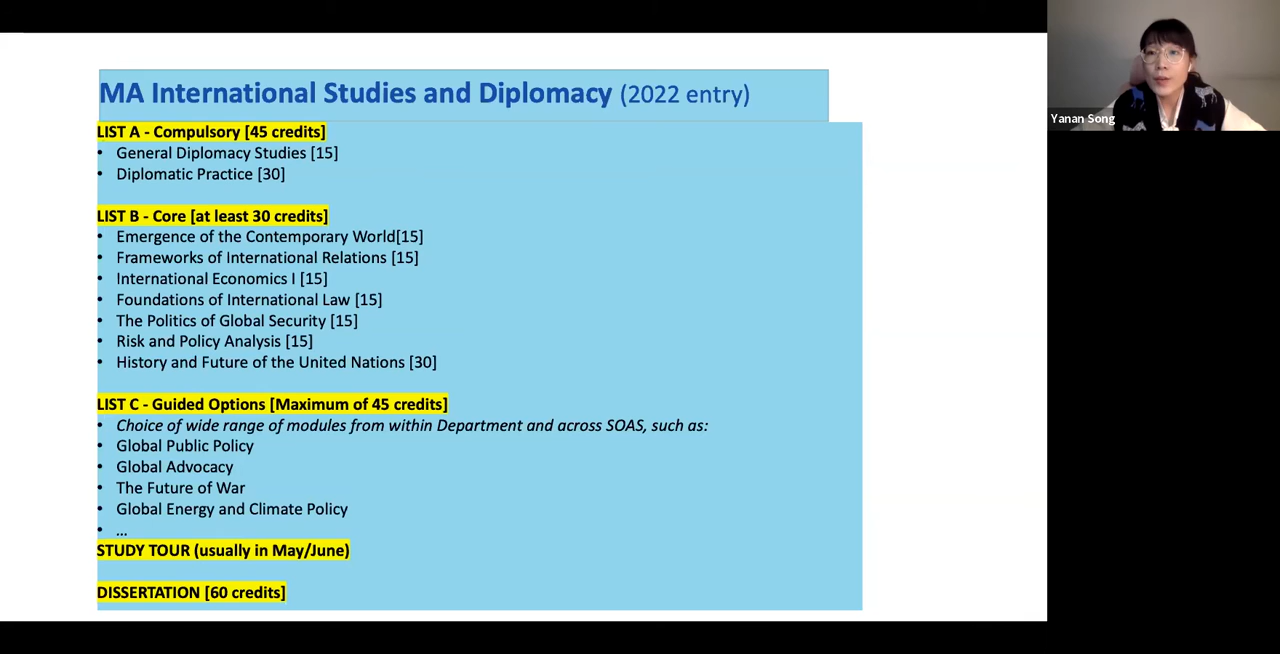 MA International Studies and Diplomacy (2022 entry)
LIST A - Compulsory [45 credits]
• General Diplomacy Studies [15]
• Diplomatic Practice [30]
LIST B - Core [at least 30 credits]
• Emergence of the Contemporary World[15]
• Frameworks of International Relations [15]
• International Economics I [15]
• Foundations of International Law [15]
• The Politics of Global Security [15]
• Risk and Policy Analysis [15]
• History and Future of the United Nations [30]
LIST C - Guided Options [Maximum of 45 credits]
• Choice of wide range of modules from within Department and across SOAS, such as:
• Global Public Policy
• Global Advocacy
• The Future of War
• Global Energy and Climate Policy
• ...
STUDY TOUR (usually in May/June)
DISSERTATION [60 credits]
Yanan Song